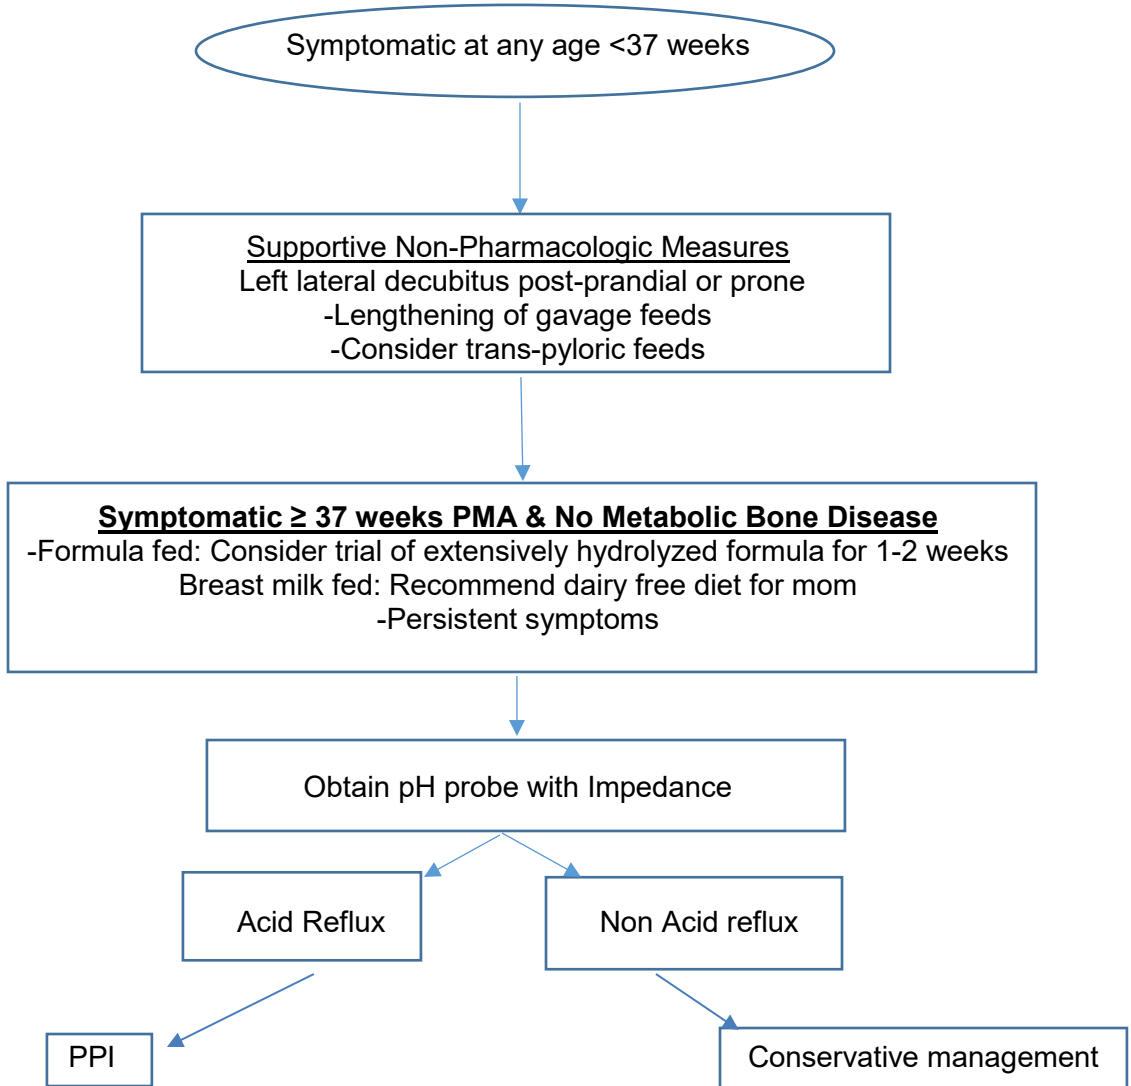 Symptomatic at any age <37 weeks
Supportive Non-Pharmacologic Measures
Left lateral decubitus post-prandial or prone
-Lengthening of gavage feeds
-Consider trans-pyloric feeds
Symptomatic ≥ 37 weeks PMA & No Metabolic Bone Disease
-Formula fed: Consider trial of extensively hydrolyzed formula for 1-2 weeks
Breast milk fed: Recommend dairy free diet for mom
-Persistent symptoms
Obtain pH probe with Impedance
Acid Reflux
Non Acid reflux
PPI
Conservative management